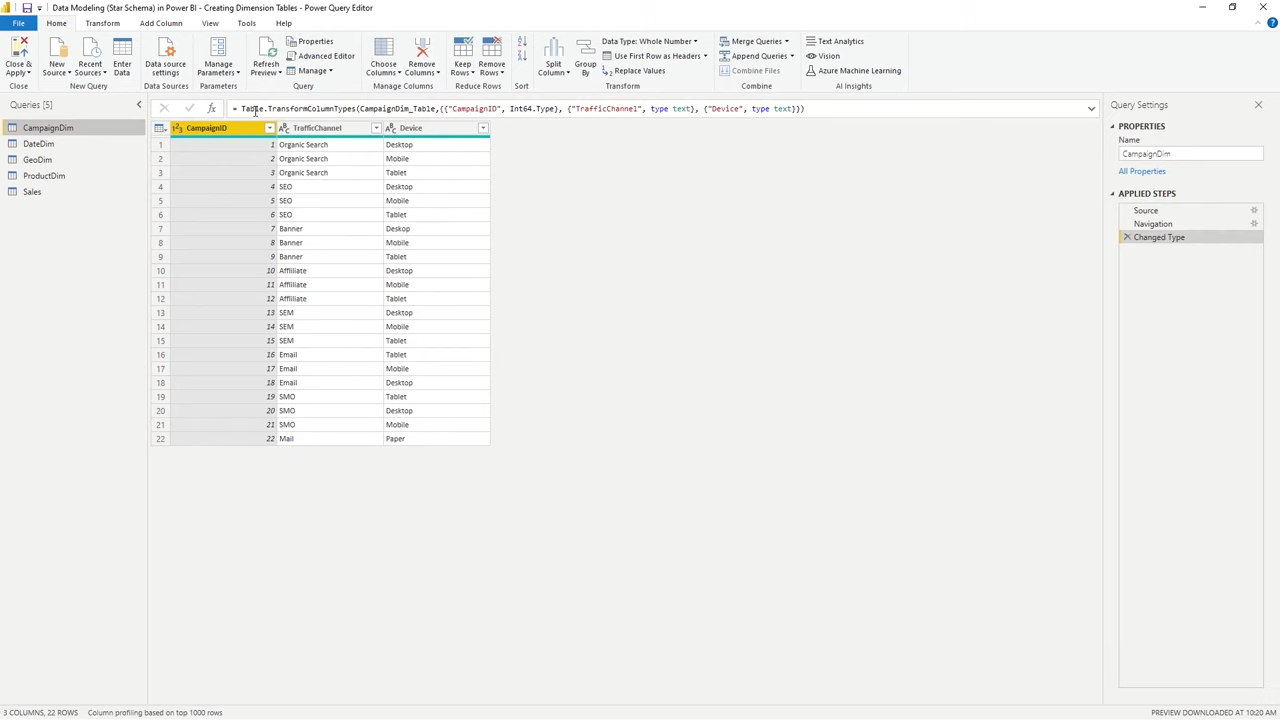 Data Modeling (Star Schema) in Power BI - Creating Dimension Tables - Power Query Editor
File Home Transform Add Column View Tools Help
Close & Apply
New Source
Recent Sources
Enter Data
Data source settings
Manage Parameters
Refresh Preview
Properties
Advanced Editor
Manage
Choose Columns
Remove Columns
Keep Rows
Remove Rows
Split Column
Group By
Data Type: Whole Number
Use First Row as Headers
Replace Values
Merge Queries
Append Queries
Combine Files
Text Analytics
Vision
Azure Machine Learning
Close New Query Data Sources Parameters Query Manage Columns Reduce Rows Sort Transform Combine AI Insights
Queries [5]
CampaignDim
DateDim
GeoDim
ProductDim
Sales
= Table.TransformColumnTypes(CampaignDim_Table,{{"CampaignID", Int64.Type}, {"TrafficChannel", type text}, {"Device", type text}})
CampaignID TrafficChannel Device
1 1 Organic Search Desktop
2 2 Organic Search Mobile
3 3 Organic Search Tablet
4 4 SEO Desktop
5 5 SEO Mobile
6 6 SEO Tablet
7 7 Banner Deskop
8 8 Banner Mobile
9 9 Banner Tablet
10 10 Affliliate Desktop
11 11 Affliliate Mobile
12 12 Affliliate Tablet
13 13 SEM Desktop
14 14 SEM Mobile
15 15 SEM Tablet
16 16 Email Tablet
17 17 Email Mobile
18 18 Email Desktop
19 19 SMO Tablet
20 20 SMO Desktop
21 21 SMO Mobile
22 22 Mail Paper
Query Settings
PROPERTIES
Name
CampaignDim
All Properties
APPLIED STEPS
Source
Navigation
Changed Type
3 COLUMNS, 22 ROWS Column profiling based on top 1000 rows
PREVIEW DOWNLOADED AT 10:20 AM